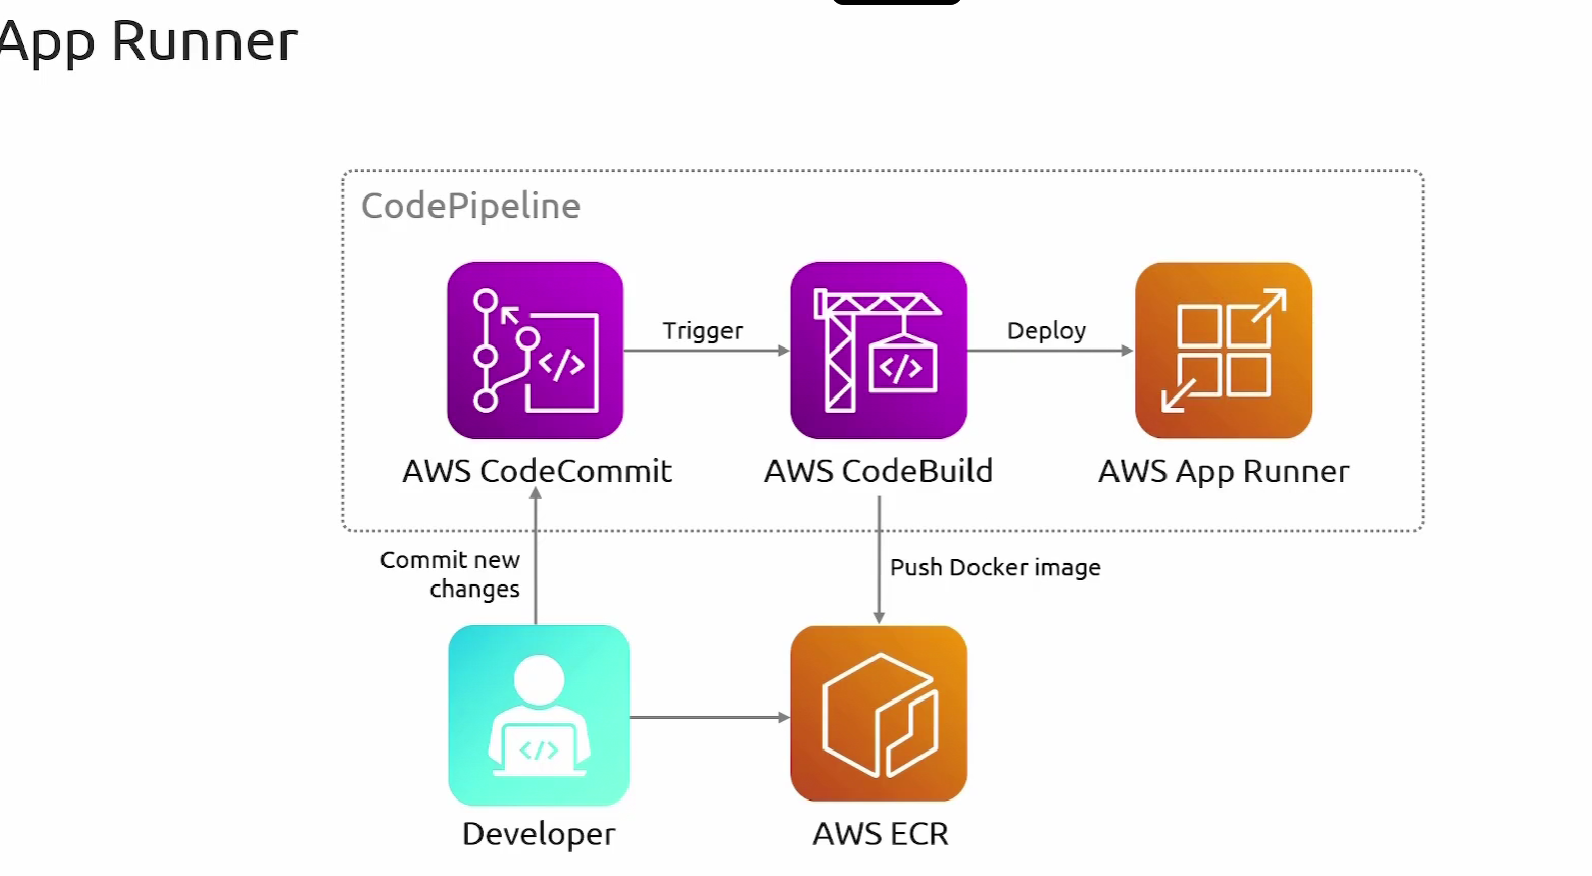 App Runner
CodePipeline
Trigger
Deploy
AWS CodeCommit
AWS CodeBuild
AWS App Runner
Commit new
changes
Push Docker image
Developer
AWS ECR